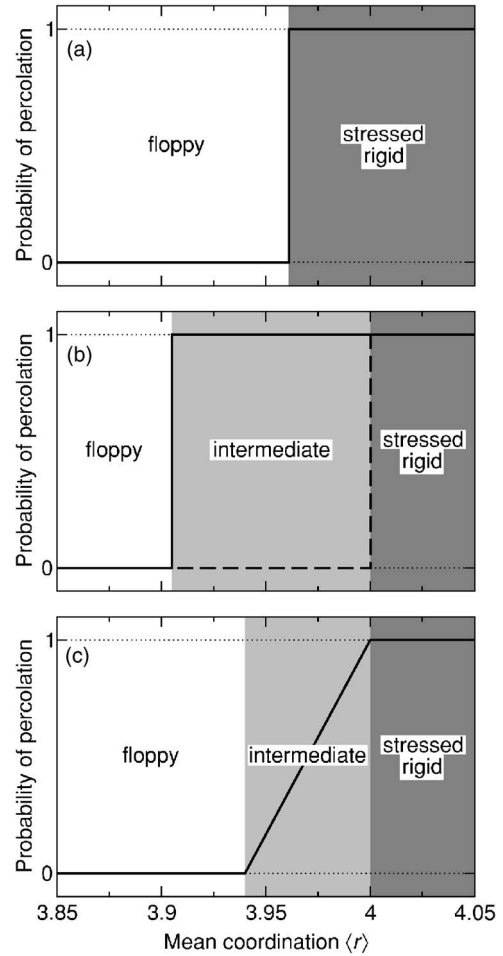 Probability of percolation
1
(a)
floppy
stressed
rigid
0
Probability of percolation
1
(b)
floppy
intermediate
stressed
rigid
0
Probability of percolation
1
(c)
floppy
intermediate
stressed
rigid
0
3.85 3.9 3.95 4 4.05
Mean coordination ⟨r⟩